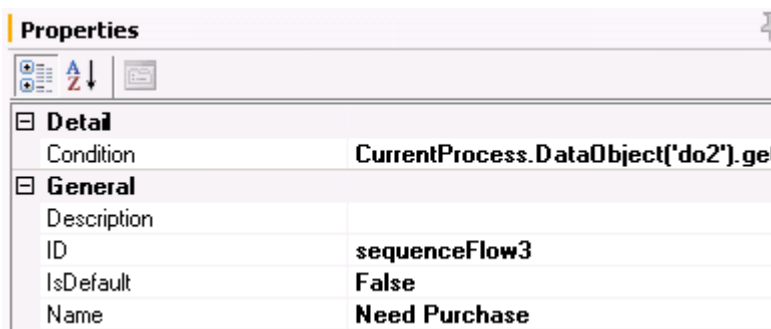 Properties
Detail
Condition CurrentProcess.DataObject('do2').ge
General
Description
ID sequenceFlow3
IsDefault False
Name Need Purchase